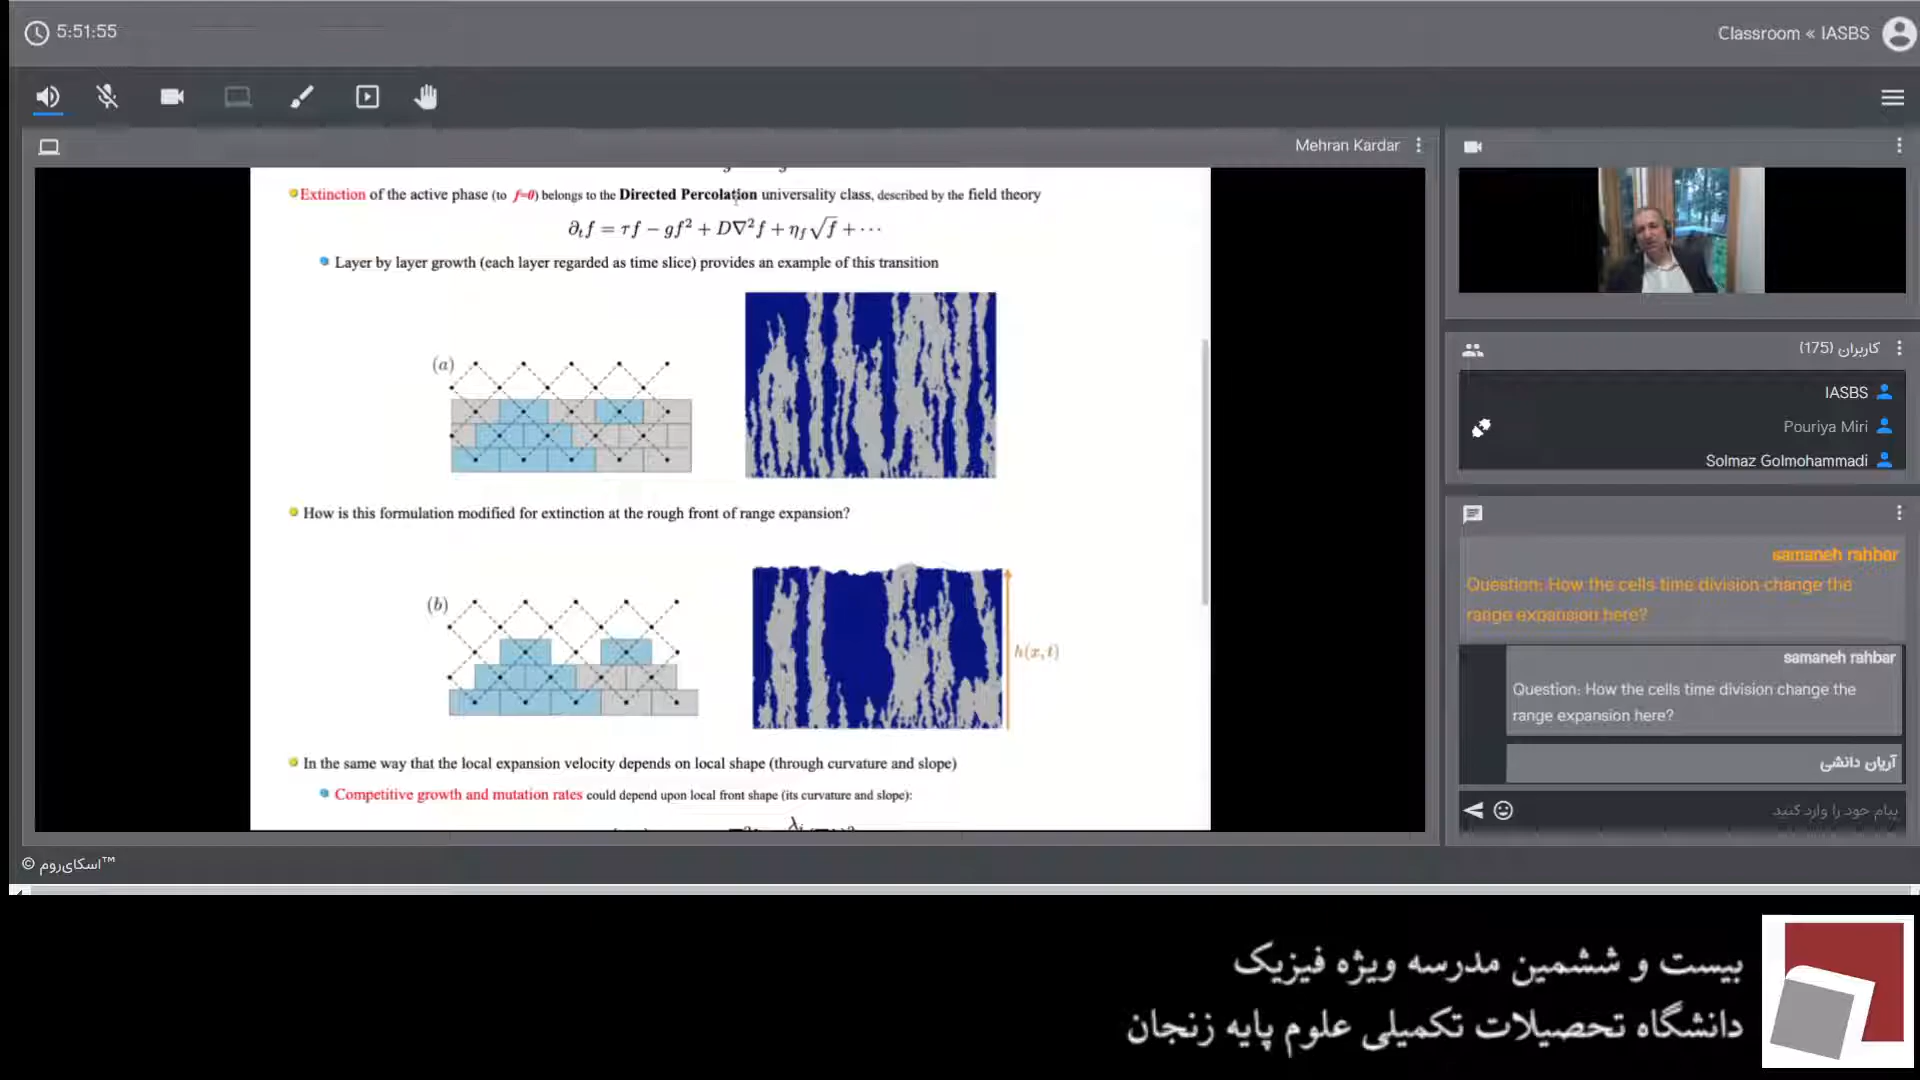 5:51:55
Classroom « IASBS
Mehran Kardar
Extinction of the active phase (to f=0) belongs to the Directed Percolation universality class, described by the field theory
∂ₜf = τf − gf² + D∇²f + η_f√f + ···
Layer by layer growth (each layer regarded as time slice) provides an example of this transition
(a)
How is this formulation modified for extinction at the rough front of range expansion?
(b)
h(x,t)
In the same way that the local expansion velocity depends on local shape (through curvature and slope)
Competitive growth and mutation rates could depend upon local front shape (its curvature and slope):
کاربران (175)
IASBS
Pouriya Miri
Solmaz Golmohammadi
samaneh rahbar
Question: How the cells time division change the
range expansion here?
samaneh rahbar
Question: How the cells time division change the
range expansion here?
آریان دانشی
پیام خود را وارد کنید
© اسکای‌روم™
بیست و ششمین مدرسه ویژه فیزیک
دانشگاه تحصیلات تکمیلی علوم پایه زنجان